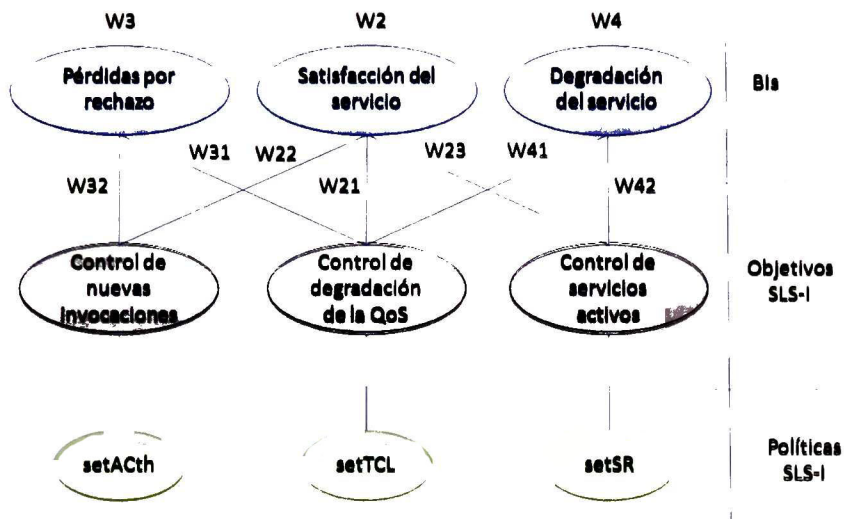 W3 W2 W4
Pérdidas por
rechazo
Satisfacción del
servicio
Degradación
del servicio
BIs
W31 W22 W23 W41
W32 W21 W42
Control de
nuevas
invocaciones
Control de
degradación
de la QoS
Control de
servicios
activos
Objetivos
SLS-I
setACth
setTCL
setSR
Políticas
SLS-I